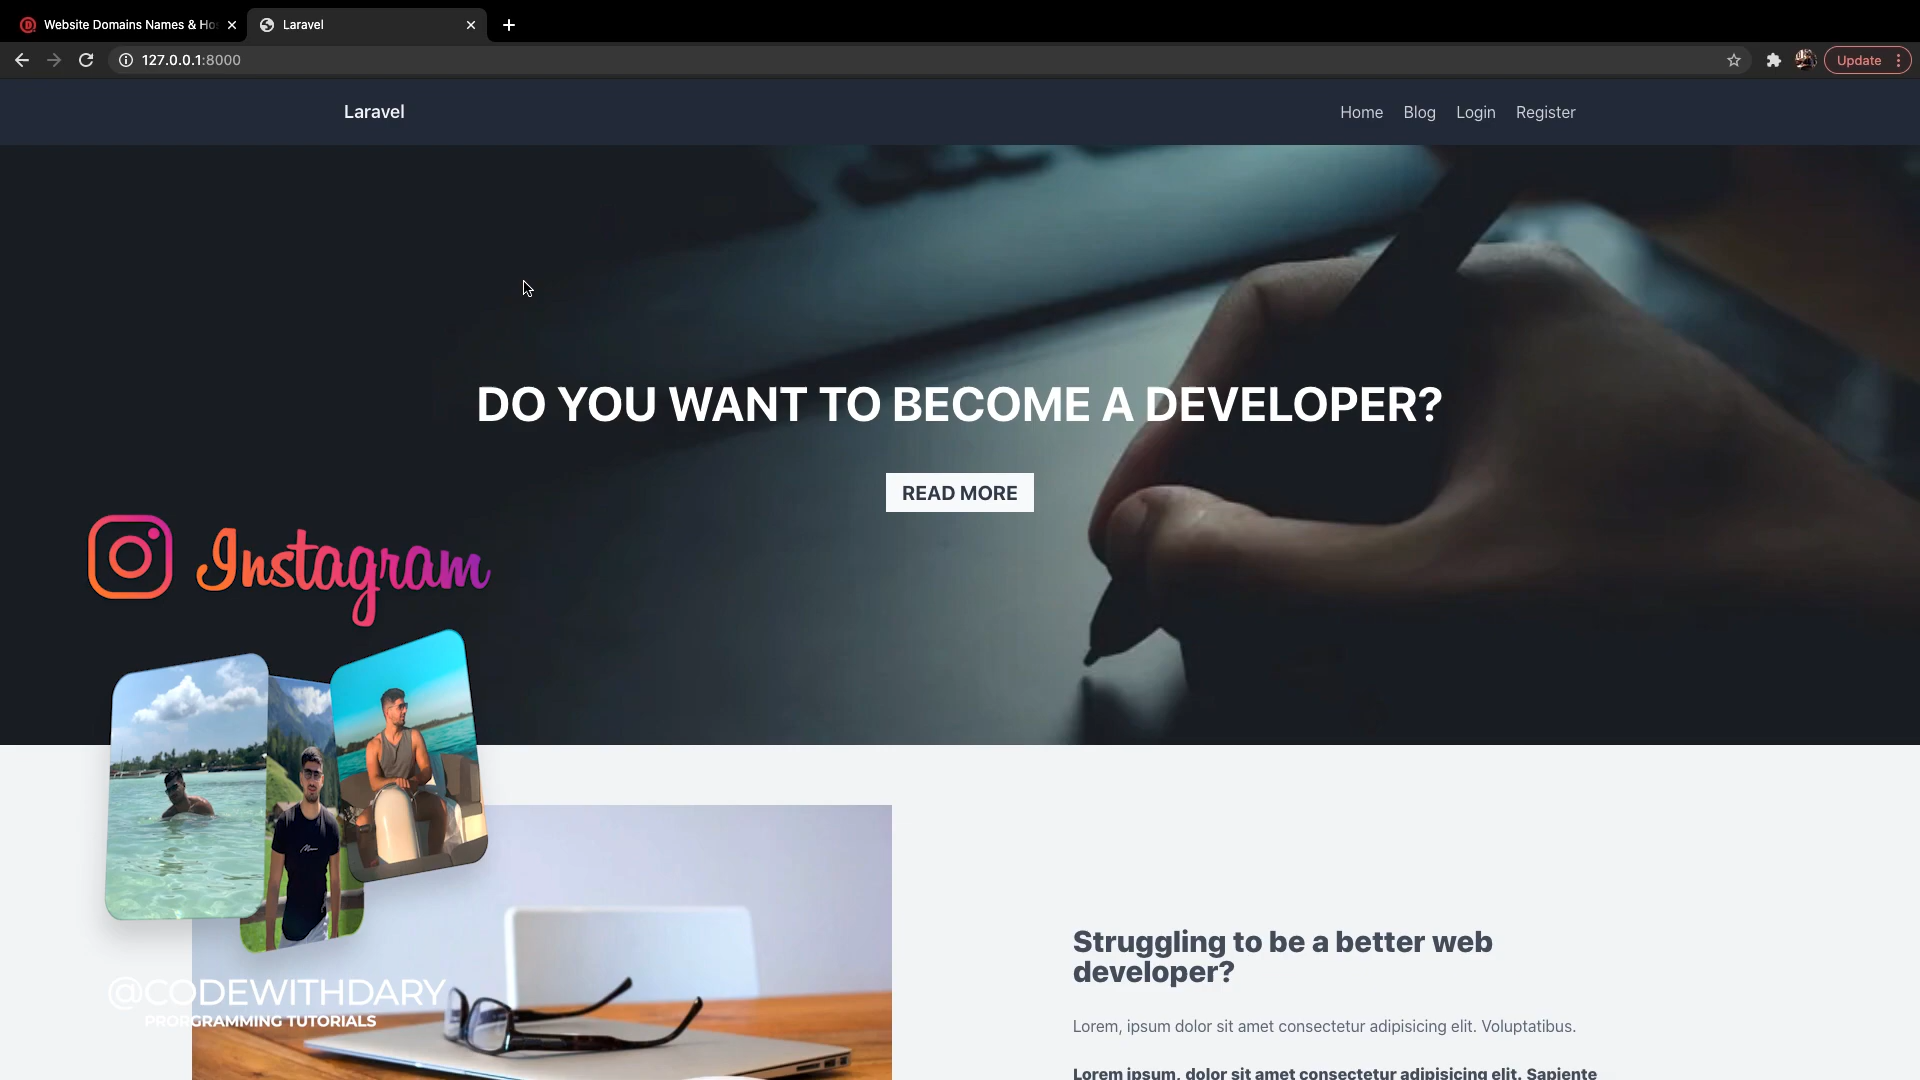 Website Domains Names & Ho
Laravel
127.0.0.1:8000
Update
Laravel
Home Blog Login Register
DO YOU WANT TO BECOME A DEVELOPER?
READ MORE
Instagram
@CODEWITHDARY
PRORGRAMMING TUTORIALS
Struggling to be a better web
developer?
Lorem, ipsum dolor sit amet consectetur adipisicing elit. Voluptatibus.
Lorem ipsum, dolor sit amet consectetur adipisicing elit. Sapiente